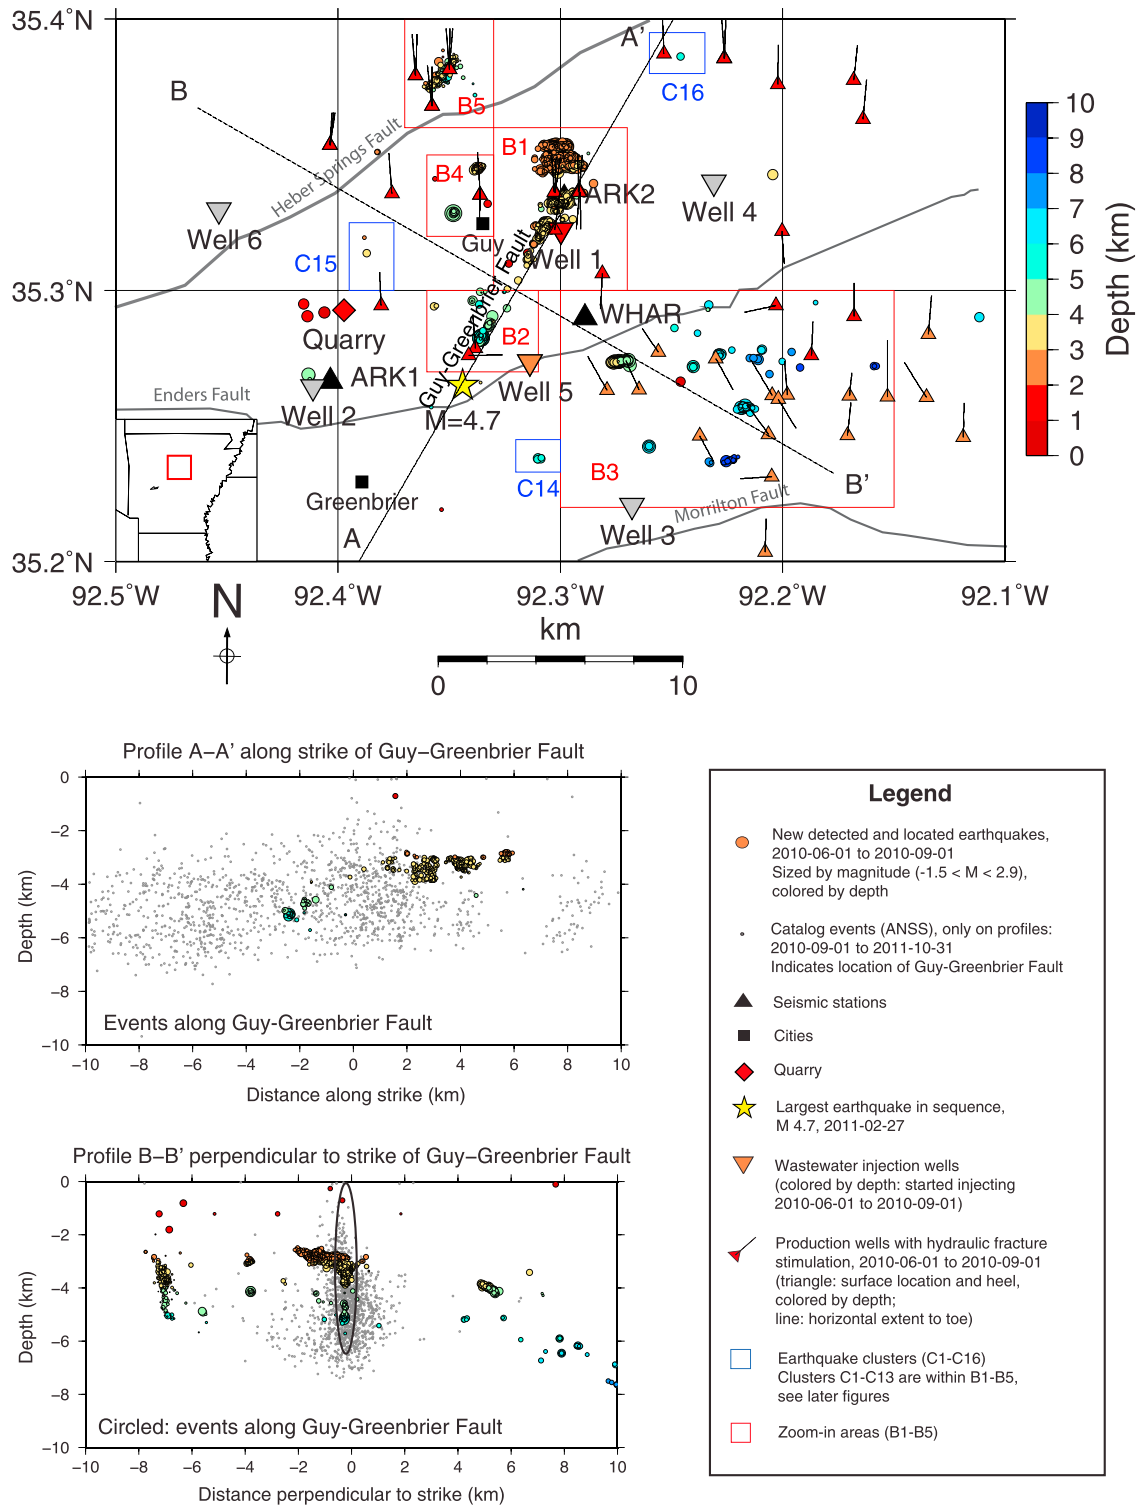 35.4˚N
35.3˚N
35.2˚N
92.5˚W
92.4˚W
92.3˚W
92.2˚W
92.1˚W
A'
B
C16
B5
B1
B4
ARK2
Heber Springs Fault
Well 4
Well 6
Guy
Well 1
C15
Guy-Greenbrier Fault
WHAR
Quarry
B2
ARK1
Well 5
Enders Fault
Well 2
M=4.7
B3
C14
B'
Greenbrier
Morrilton Fault
Well 3
A
10
9
8
7
6
5
4
3
2
1
0
Depth (km)
N
km
0
10
Profile A–A' along strike of Guy–Greenbrier Fault
0
−2
−4
−6
−8
−10
Depth (km)
Events along Guy-Greenbrier Fault
−10
−8
−6
−4
−2
0
2
4
6
8
10
Distance along strike (km)
Profile B–B' perpendicular to strike of Guy–Greenbrier Fault
0
−2
−4
−6
−8
−10
Depth (km)
Circled: events along Guy-Greenbrier Fault
−10
−8
−6
−4
−2
0
2
4
6
8
10
Distance perpendicular to strike (km)
Legend
New detected and located earthquakes,
2010-06-01 to 2010-09-01
Sized by magnitude (-1.5 < M < 2.9),
colored by depth
Catalog events (ANSS), only on profiles:
2010-09-01 to 2011-10-31
Indicates location of Guy-Greenbrier Fault
Seismic stations
Cities
Quarry
Largest earthquake in sequence,
M 4.7, 2011-02-27
Wastewater injection wells
(colored by depth: started injecting
2010-06-01 to 2010-09-01)
Production wells with hydraulic fracture
stimulation, 2010-06-01 to 2010-09-01
(triangle: surface location and heel,
colored by depth;
line: horizontal extent to toe)
Earthquake clusters (C1-C16)
Clusters C1-C13 are within B1-B5,
see later figures
Zoom-in areas (B1-B5)